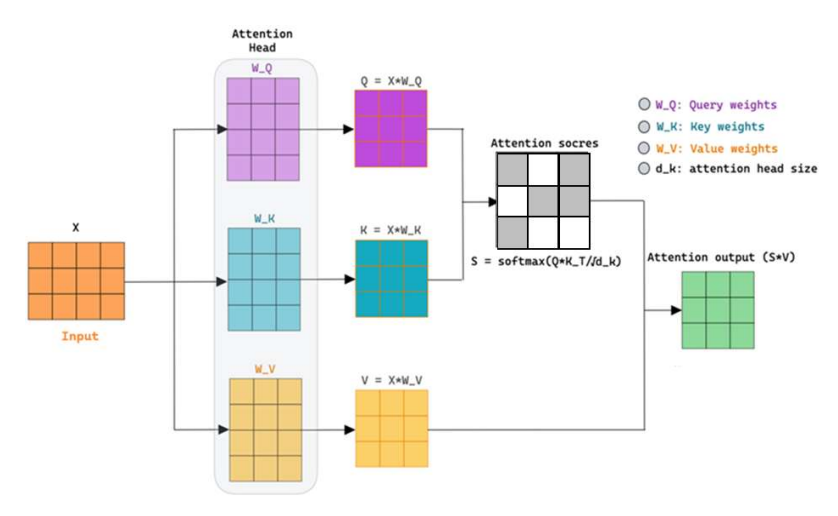 Attention
Head
W_Q
Q = X*W_Q
W_Q: Query weights
W_K: Key weights
W_V: Value weights
d_k: attention head size
Attention socres
X
W_K
K = X*W_K
S = softmax(Q*K_T//d_k)
Attention output (S*V)
Input
W_V
V = X*W_V